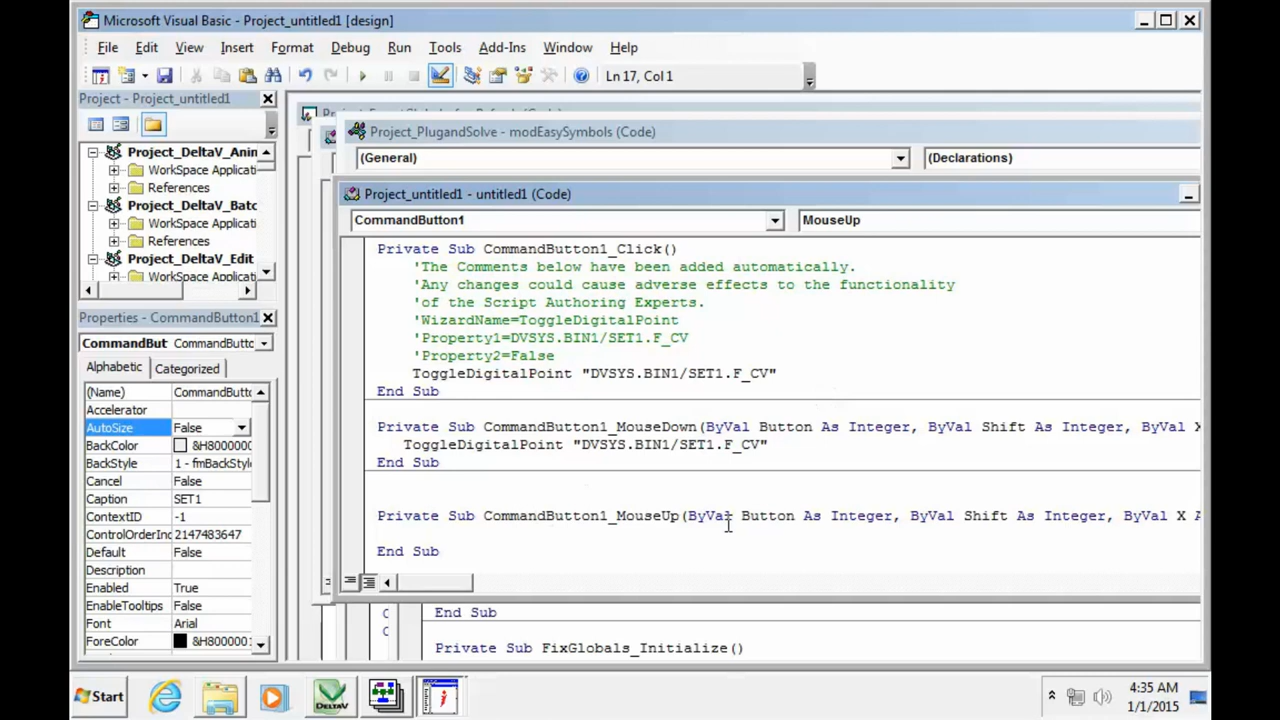 Microsoft Visual Basic - Project_untitled1 [design]
File Edit View Insert Format Debug Run Tools Add-Ins Window Help
Ln 17, Col 1
Project - Project_untitled1
Project_DeltaV_Anin
WorkSpace Applicati
References
Project_DeltaV_Batc
WorkSpace Applicati
References
Project_DeltaV_Edit
WorkSpace Applicati
Properties - CommandButton1
CommandBut CommandButto
Alphabetic Categorized
(Name) CommandButto
Accelerator
AutoSize False
BackColor &H8000000
BackStyle 1 - fmBackStyle
Cancel False
Caption SET1
ContextID -1
ControlOrderInd 2147483647
Default False
Description
Enabled True
EnableTooltips False
Font Arial
ForeColor &H8000001
Project_PlugandSolve - modEasySymbols (Code)
(General) (Declarations)
Project_untitled1 - untitled1 (Code)
CommandButton1 MouseUp
Private Sub CommandButton1_Click()
'The Comments below have been added automatically.
'Any changes could cause adverse effects to the functionality
'of the Script Authoring Experts.
'WizardName=ToggleDigitalPoint
'Property1=DVSYS.BIN1/SET1.F_CV
'Property2=False
ToggleDigitalPoint "DVSYS.BIN1/SET1.F_CV"
End Sub
Private Sub CommandButton1_MouseDown(ByVal Button As Integer, ByVal Shift As Integer, ByVal X
ToggleDigitalPoint "DVSYS.BIN1/SET1.F_CV"
End Sub
Private Sub CommandButton1_MouseUp(ByVal Button As Integer, ByVal Shift As Integer, ByVal X A
End Sub
End Sub
Private Sub FixGlobals_Initialize()
Start
DELTAV
4:35 AM
1/1/2015